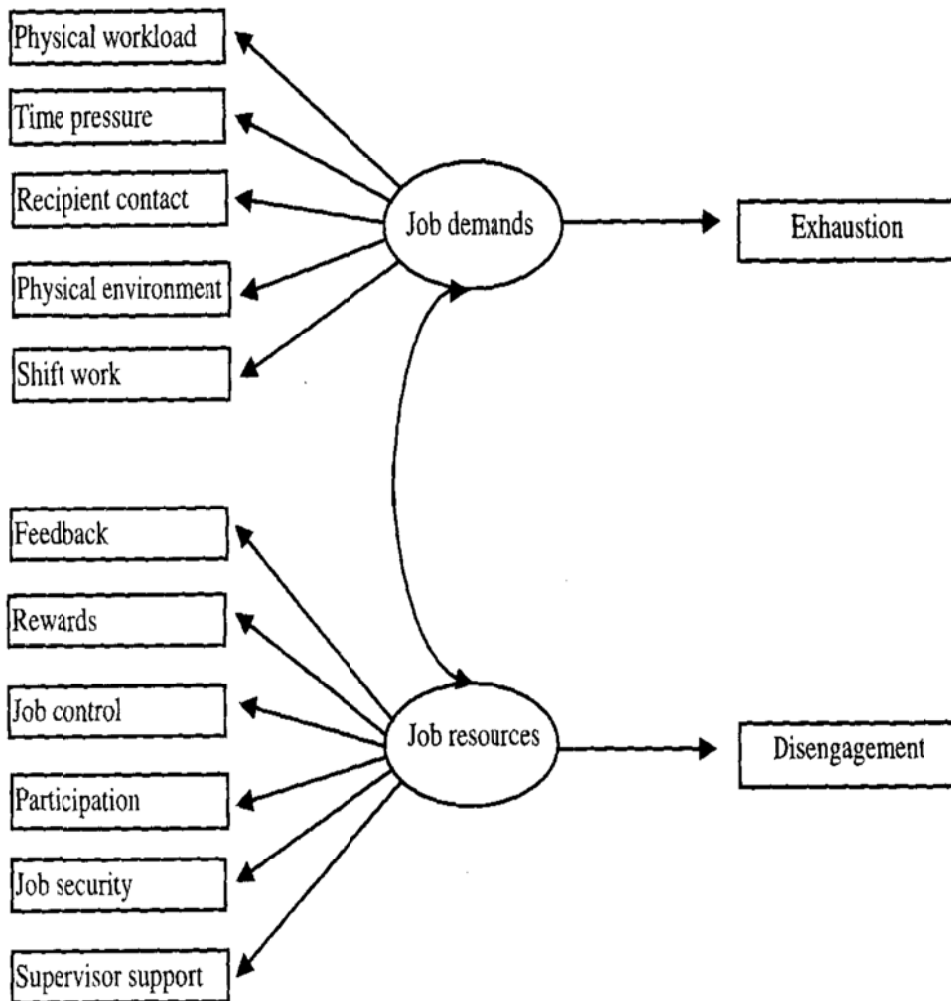 Physical workload
Time pressure
Recipient contact
Physical environment
Shift work
Job demands
Exhaustion
Feedback
Rewards
Job control
Participation
Job security
Supervisor support
Job resources
Disengagement